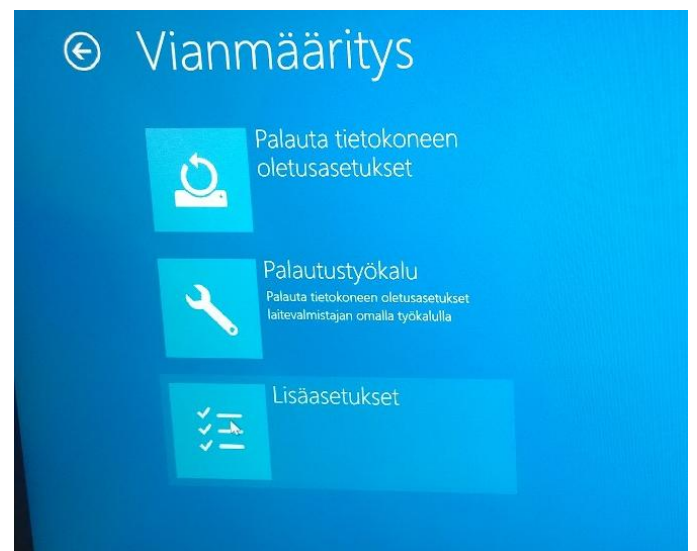 Vianmääritys
Palauta tietokoneen
oletusasetukset
Palautustyökalu
Palauta tietokoneen oletusasetukset
laitevalmistajan omalla työkalulla
Lisäasetukset